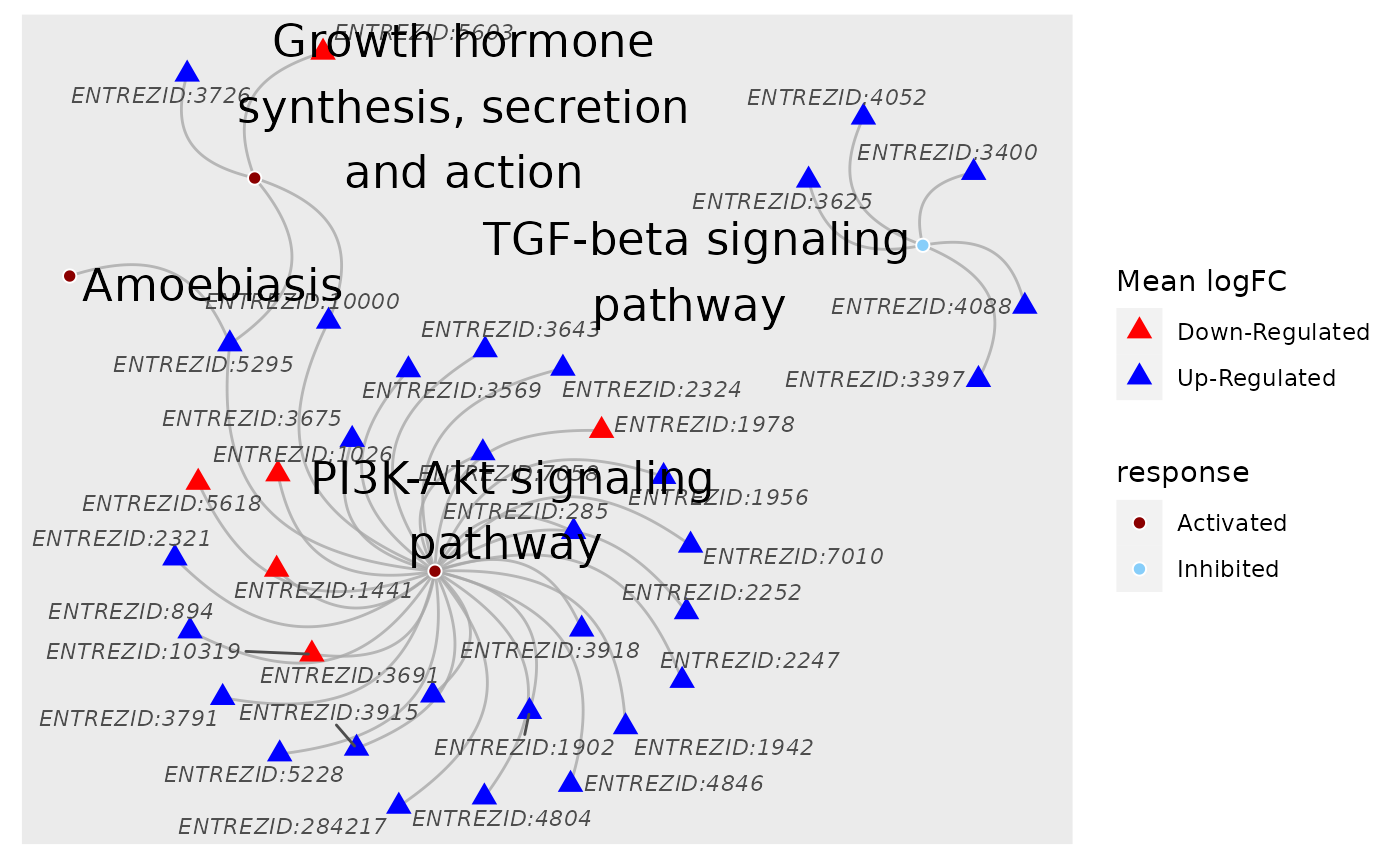 ENTREZID:5603
Growth hormone
synthesis, secretion
and action
ENTREZID:3726
ENTREZID:4052
ENTREZID:3400
ENTREZID:3625
TGF-beta signaling
pathway
Amoebiasis
ENTREZID:10000
ENTREZID:4088
ENTREZID:3643
ENTREZID:5295
ENTREZID:3569
ENTREZID:2324
ENTREZID:3397
ENTREZID:3675
ENTREZID:1978
ENTREZID:1026
ENTREZID:7058
PI3K-Akt signaling
pathway
ENTREZID:5618
ENTREZID:1956
ENTREZID:285
ENTREZID:2321
ENTREZID:7010
ENTREZID:1441
ENTREZID:2252
ENTREZID:894
ENTREZID:10319
ENTREZID:3918
ENTREZID:2247
ENTREZID:3691
ENTREZID:3791
ENTREZID:3915
ENTREZID:1902
ENTREZID:1942
ENTREZID:5228
ENTREZID:4846
ENTREZID:284217
ENTREZID:4804
Mean logFC
Down-Regulated
Up-Regulated
response
Activated
Inhibited